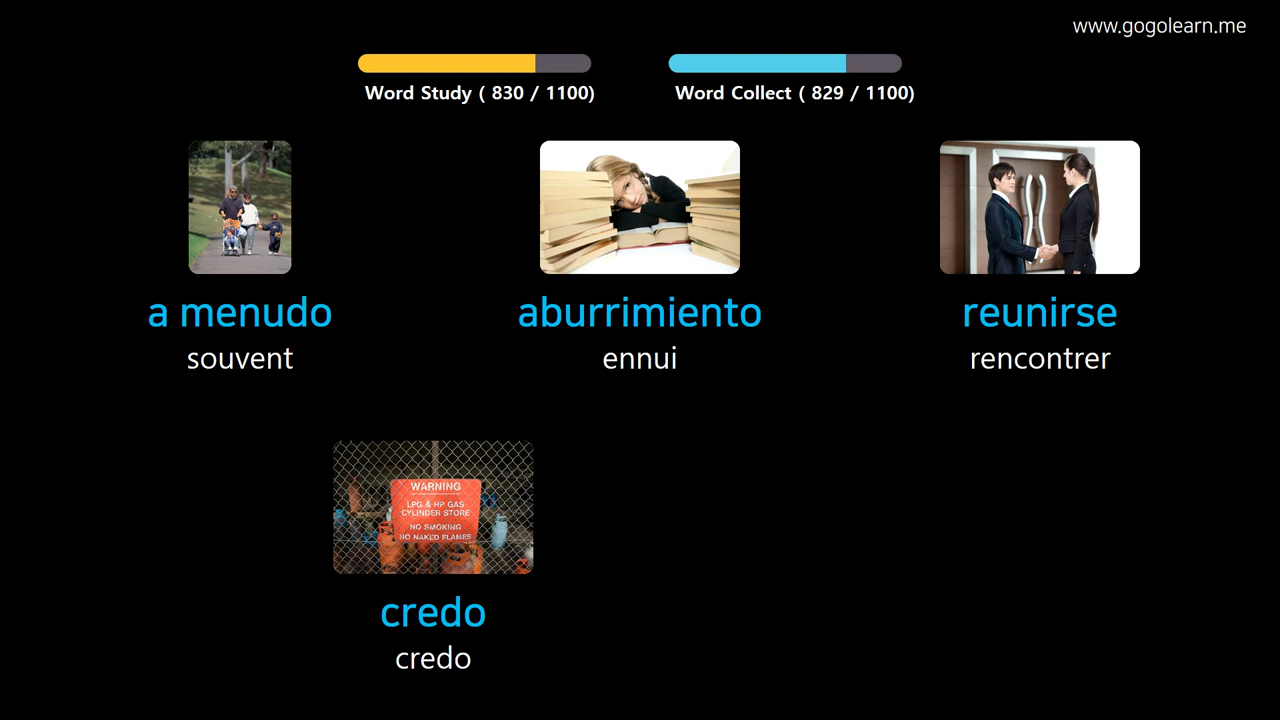 www.gogolearn.me
Word Study ( 830 / 1100)
Word Collect ( 829 / 1100)
a menudo
souvent
aburrimiento
ennui
reunirse
rencontrer
WARNING
LPG & HP GAS
CYLINDER STORE
NO SMOKING
NO NAKED FLAMES
credo
credo